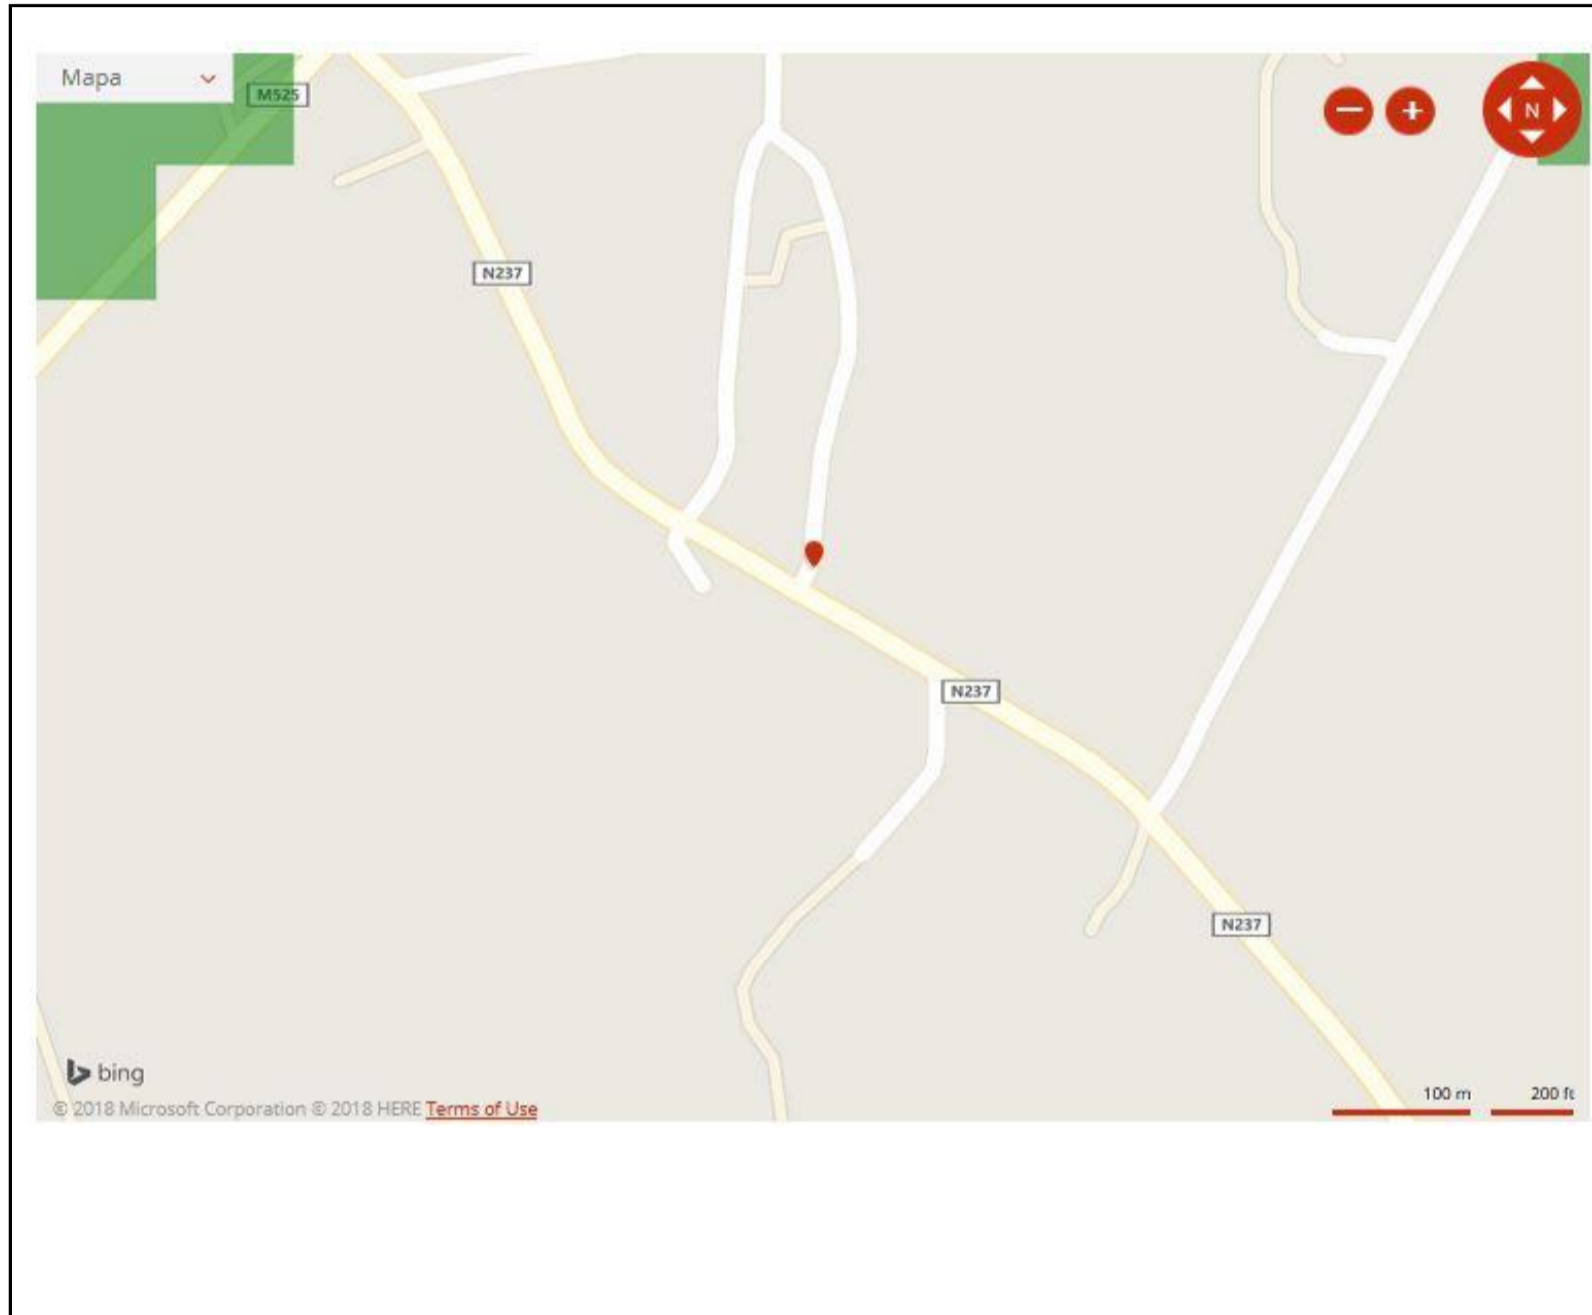 Mapa
M525
N
N237
N237
N237
bing
100 m 200 ft
© 2018 Microsoft Corporation © 2018 HERE Terms of Use